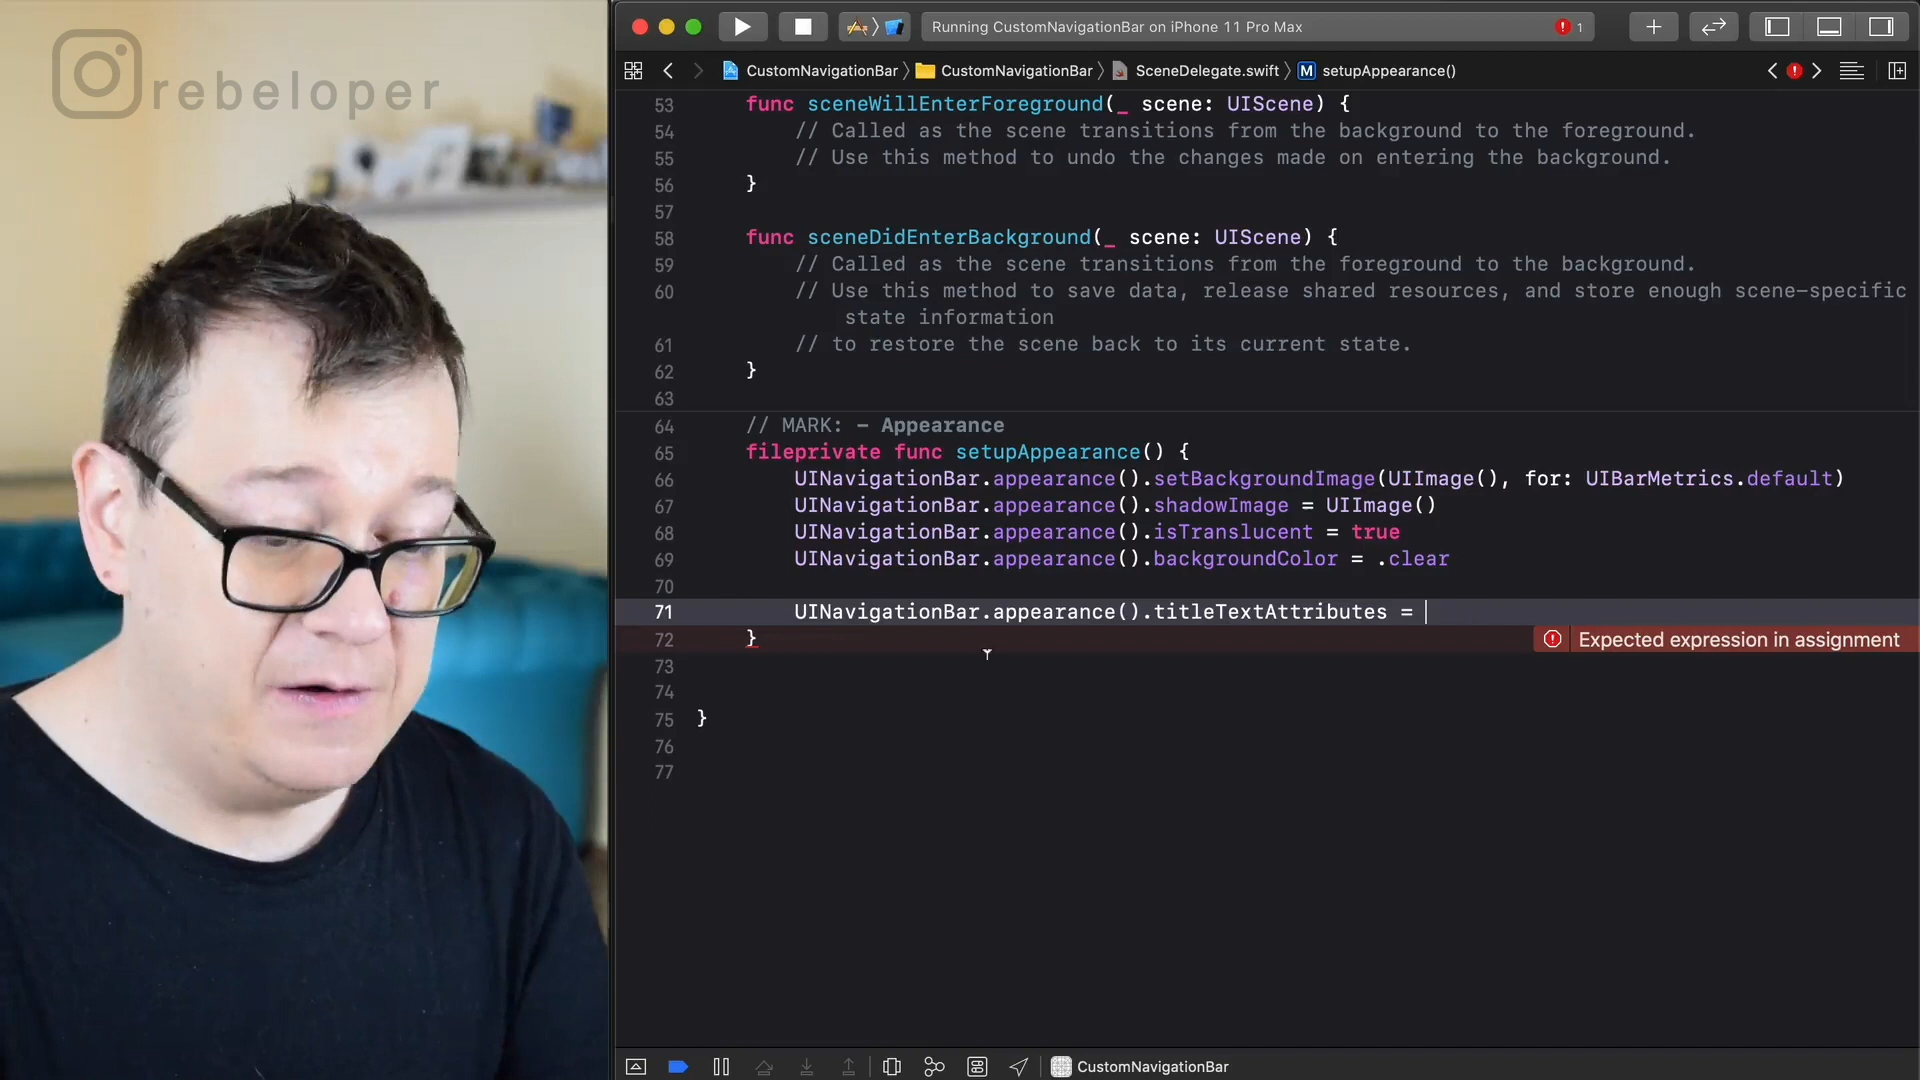 rebeloper
Running CustomNavigationBar on iPhone 11 Pro Max
1
CustomNavigationBar
CustomNavigationBar
SceneDelegate.swift
M
setupAppearance()
53 func sceneWillEnterForeground(_ scene: UIScene) {
54 // Called as the scene transitions from the background to the foreground.
55 // Use this method to undo the changes made on entering the background.
56 }
57
58 func sceneDidEnterBackground(_ scene: UIScene) {
59 // Called as the scene transitions from the foreground to the background.
60 // Use this method to save data, release shared resources, and store enough scene-specific
state information
61 // to restore the scene back to its current state.
62 }
63
64 // MARK: - Appearance
65 fileprivate func setupAppearance() {
66 UINavigationBar.appearance().setBackgroundImage(UIImage(), for: UIBarMetrics.default)
67 UINavigationBar.appearance().shadowImage = UIImage()
68 UINavigationBar.appearance().isTranslucent = true
69 UINavigationBar.appearance().backgroundColor = .clear
70
71 UINavigationBar.appearance().titleTextAttributes =
72 } Expected expression in assignment
73
74
75 }
76
77
CustomNavigationBar